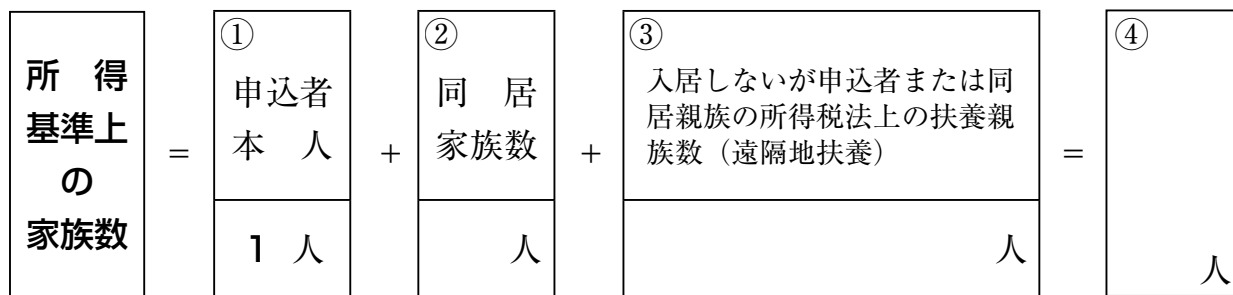 所 得
基準上
の
家族数
=
①
申込者
本 人
1 人
+
②
同 居
家族数
人
+
③
入居しないが申込者または同
居親族の所得税法上の扶養親
族数（遠隔地扶養）
人
=
④
人